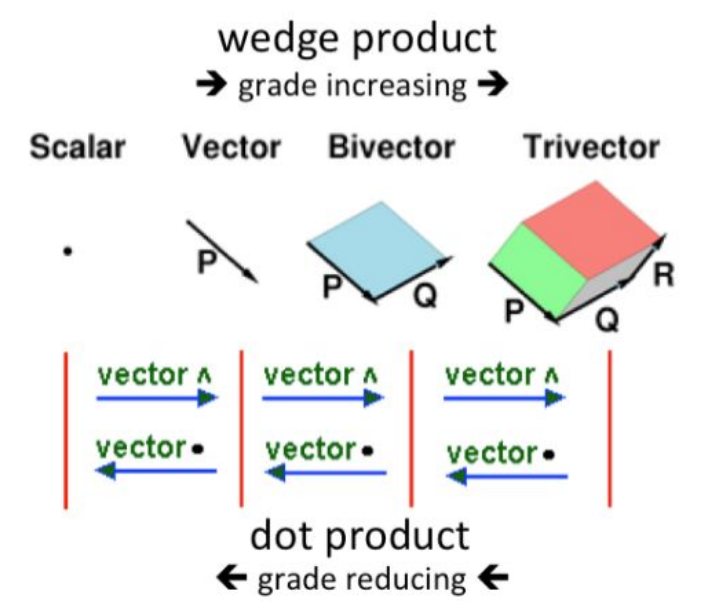 wedge product
➔ grade increasing ➔
Scalar Vector Bivector Trivector
P
P Q
P Q R
vector ∧ vector ∧ vector ∧
vector• vector• vector•
dot product
← grade reducing ←